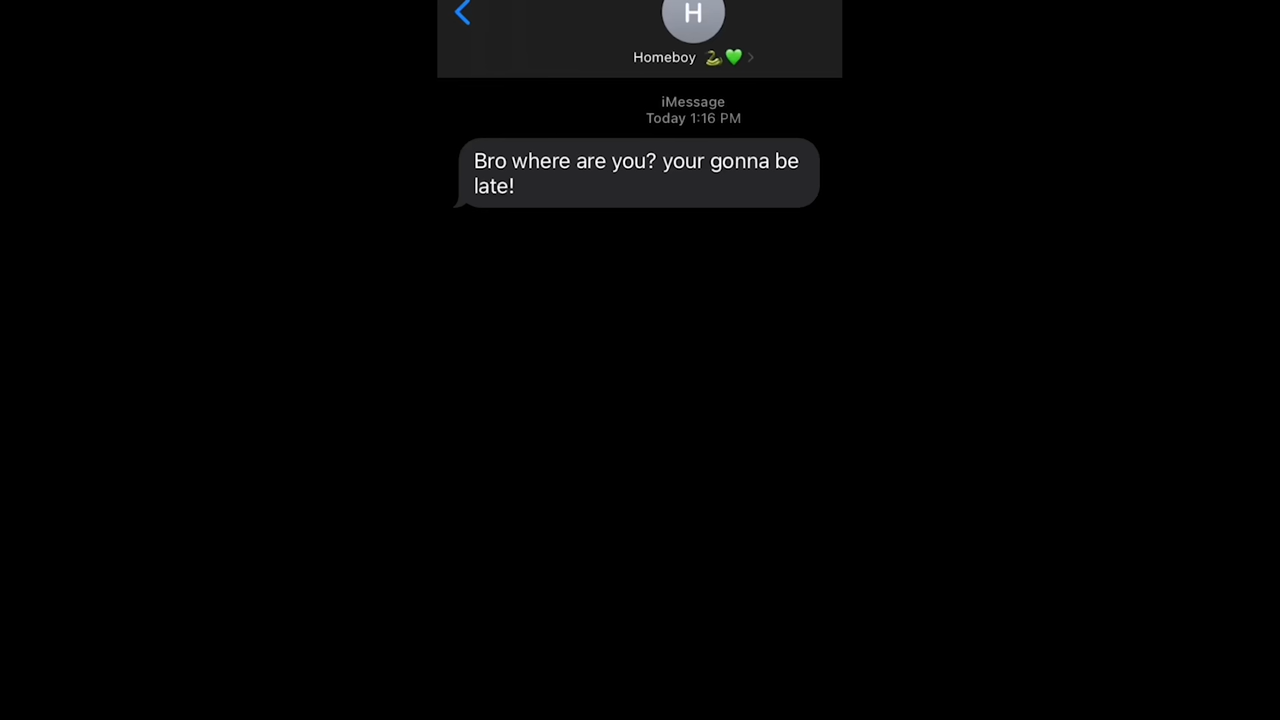 H
Homeboy 🐍💚
iMessage
Today 1:16 PM
Bro where are you? your gonna be
late!